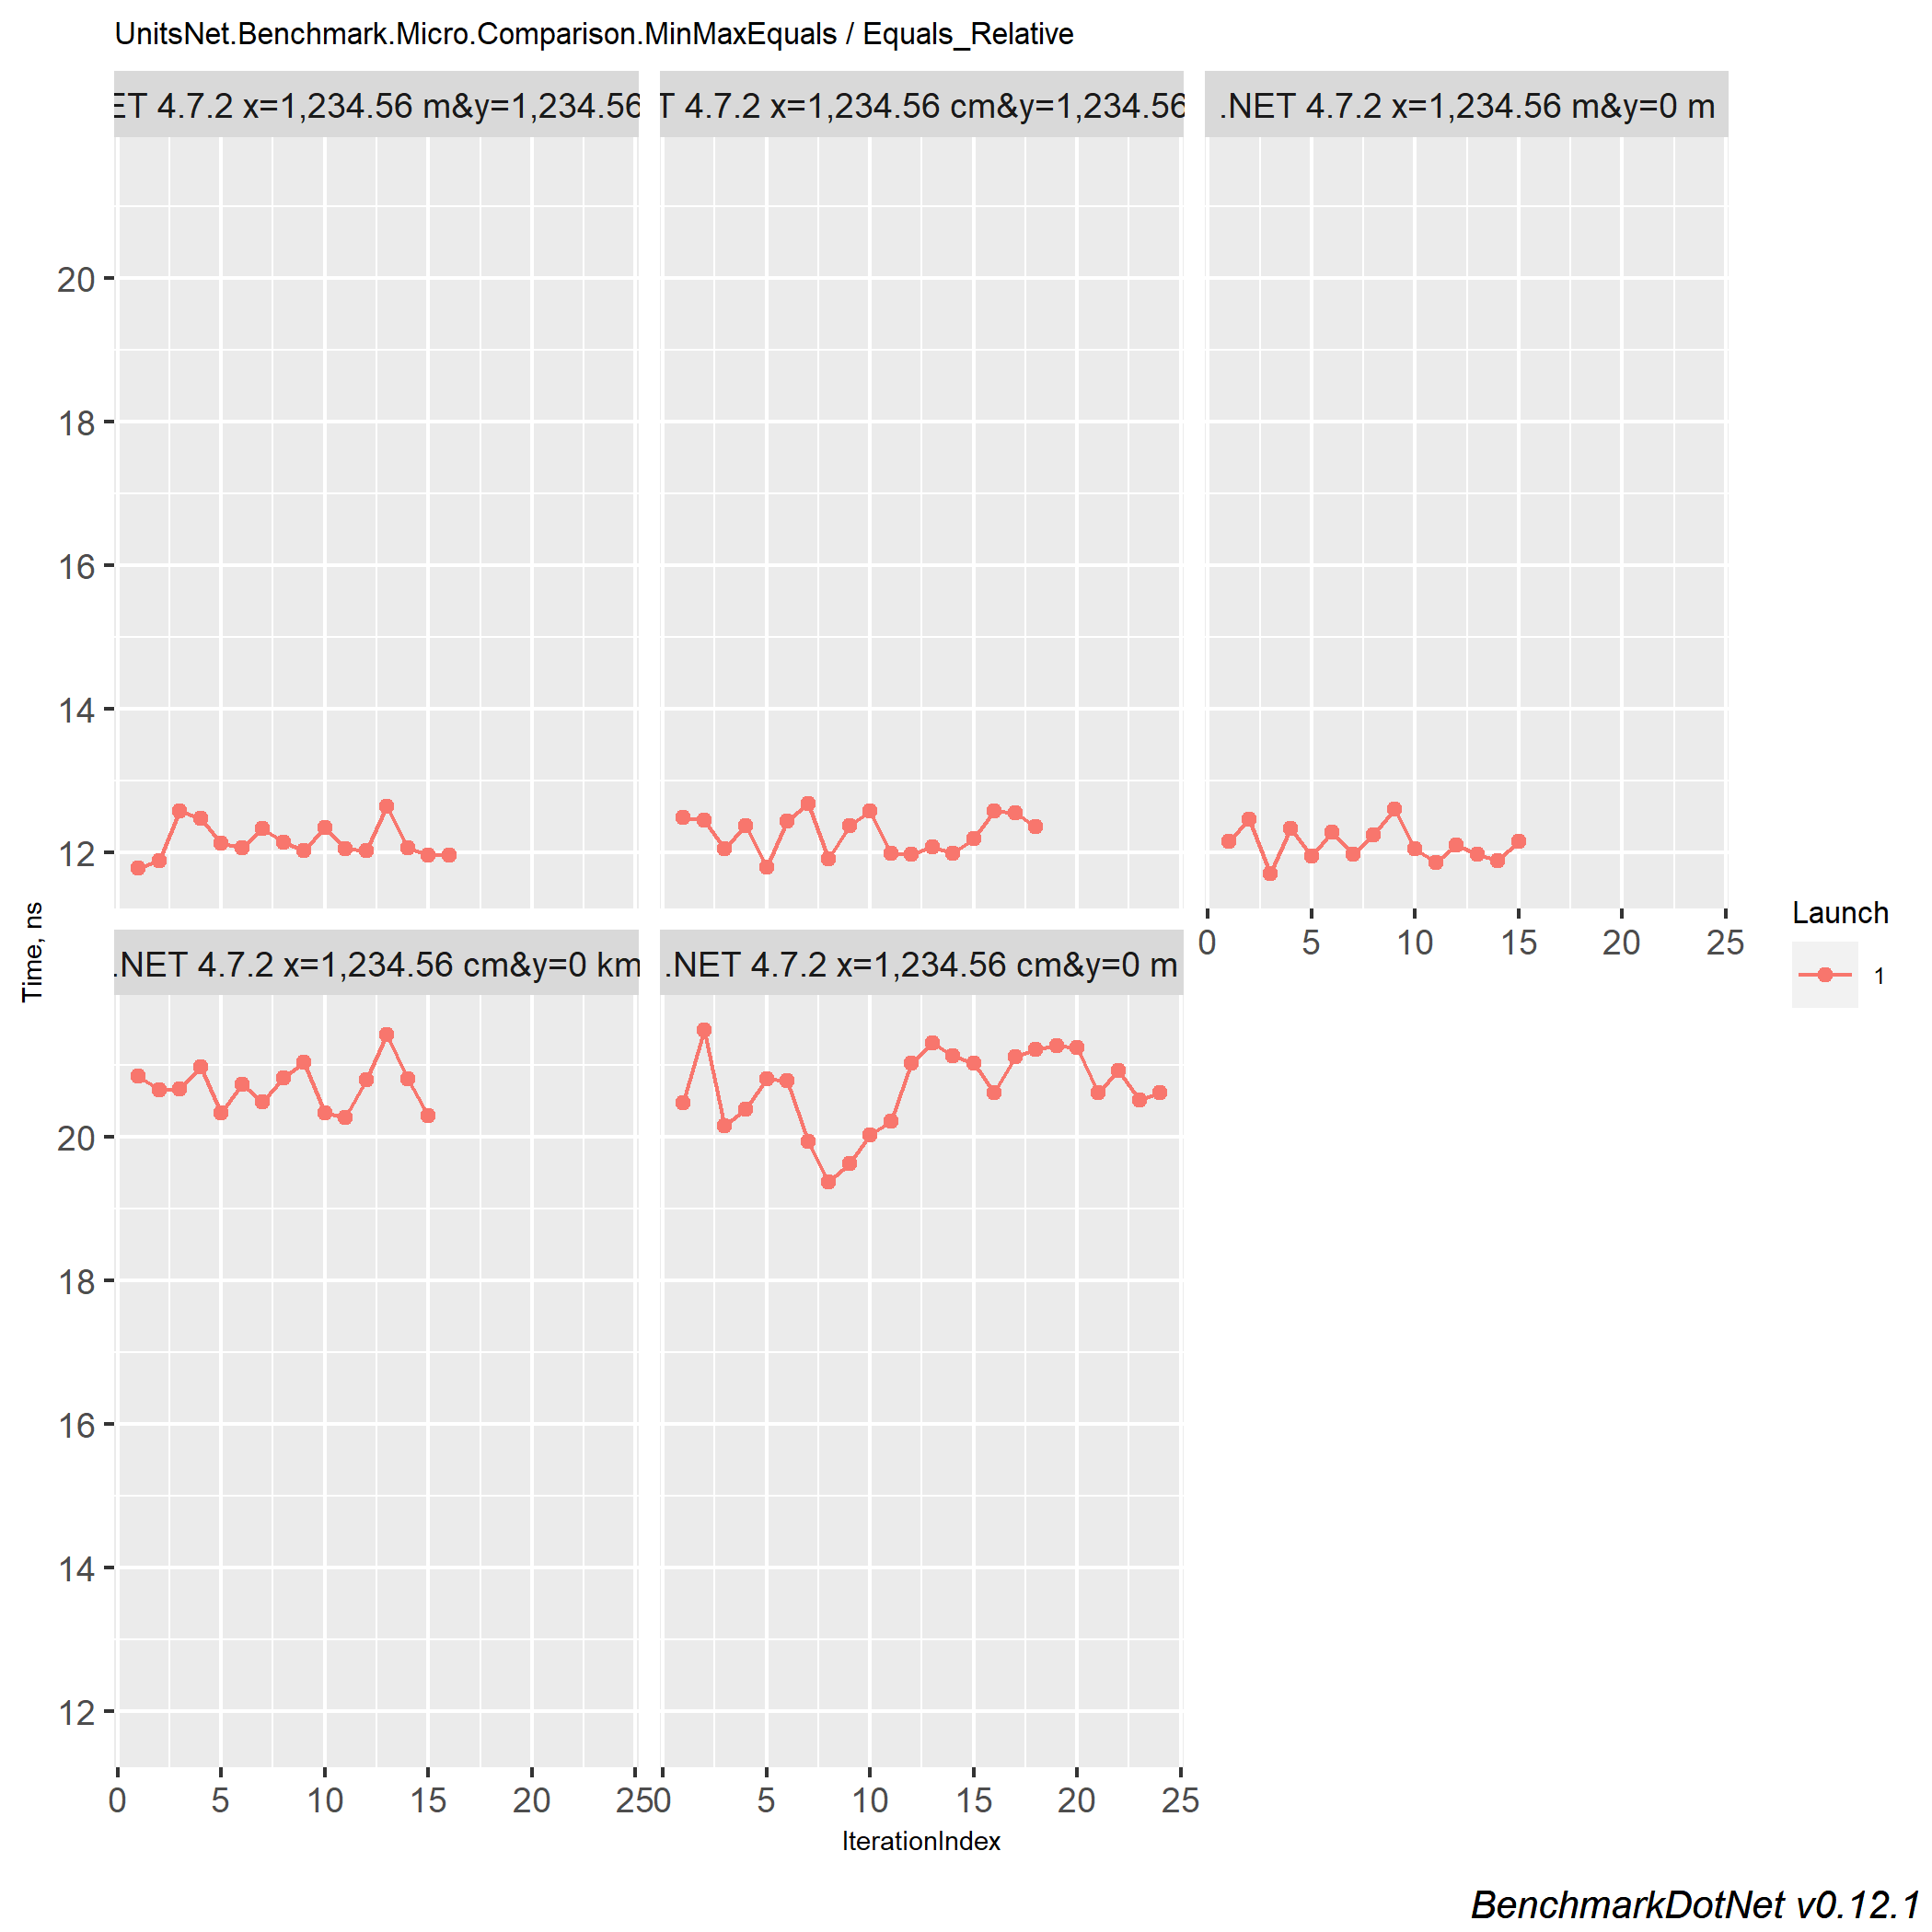 UnitsNet.Benchmark.Micro.Comparison.MinMaxEquals / Equals_Relative
ET 4.7.2 x=1,234.56 m&y=1,234.56
T 4.7.2 x=1,234.56 cm&y=1,234.56
.NET 4.7.2 x=1,234.56 m&y=0 m
20
18
16
14
12
0 5 10 15 20 25
Time, ns
Launch
1
.NET 4.7.2 x=1,234.56 cm&y=0 km
.NET 4.7.2 x=1,234.56 cm&y=0 m
20
18
16
14
12
0 5 10 15 20 25
0 5 10 15 20 25
IterationIndex
BenchmarkDotNet v0.12.1